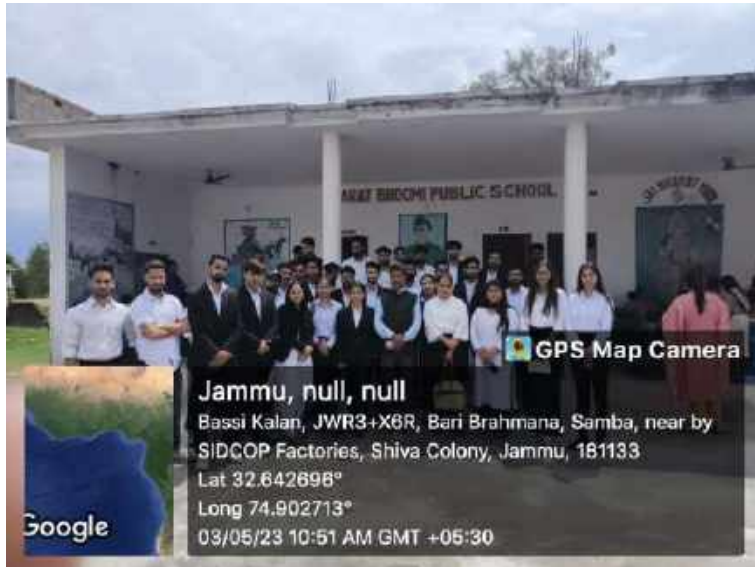 BHOOMI PUBLIC SCHOOL
GPS Map Camera
Jammu, null, null
Bassi Kalan, JWR3+X6R, Bari Brahmana, Samba, near by
SIDCOP Factories, Shiva Colony, Jammu, 181133
Lat 32.642696°
Long 74.902713°
03/05/23 10:51 AM GMT +05:30
Google